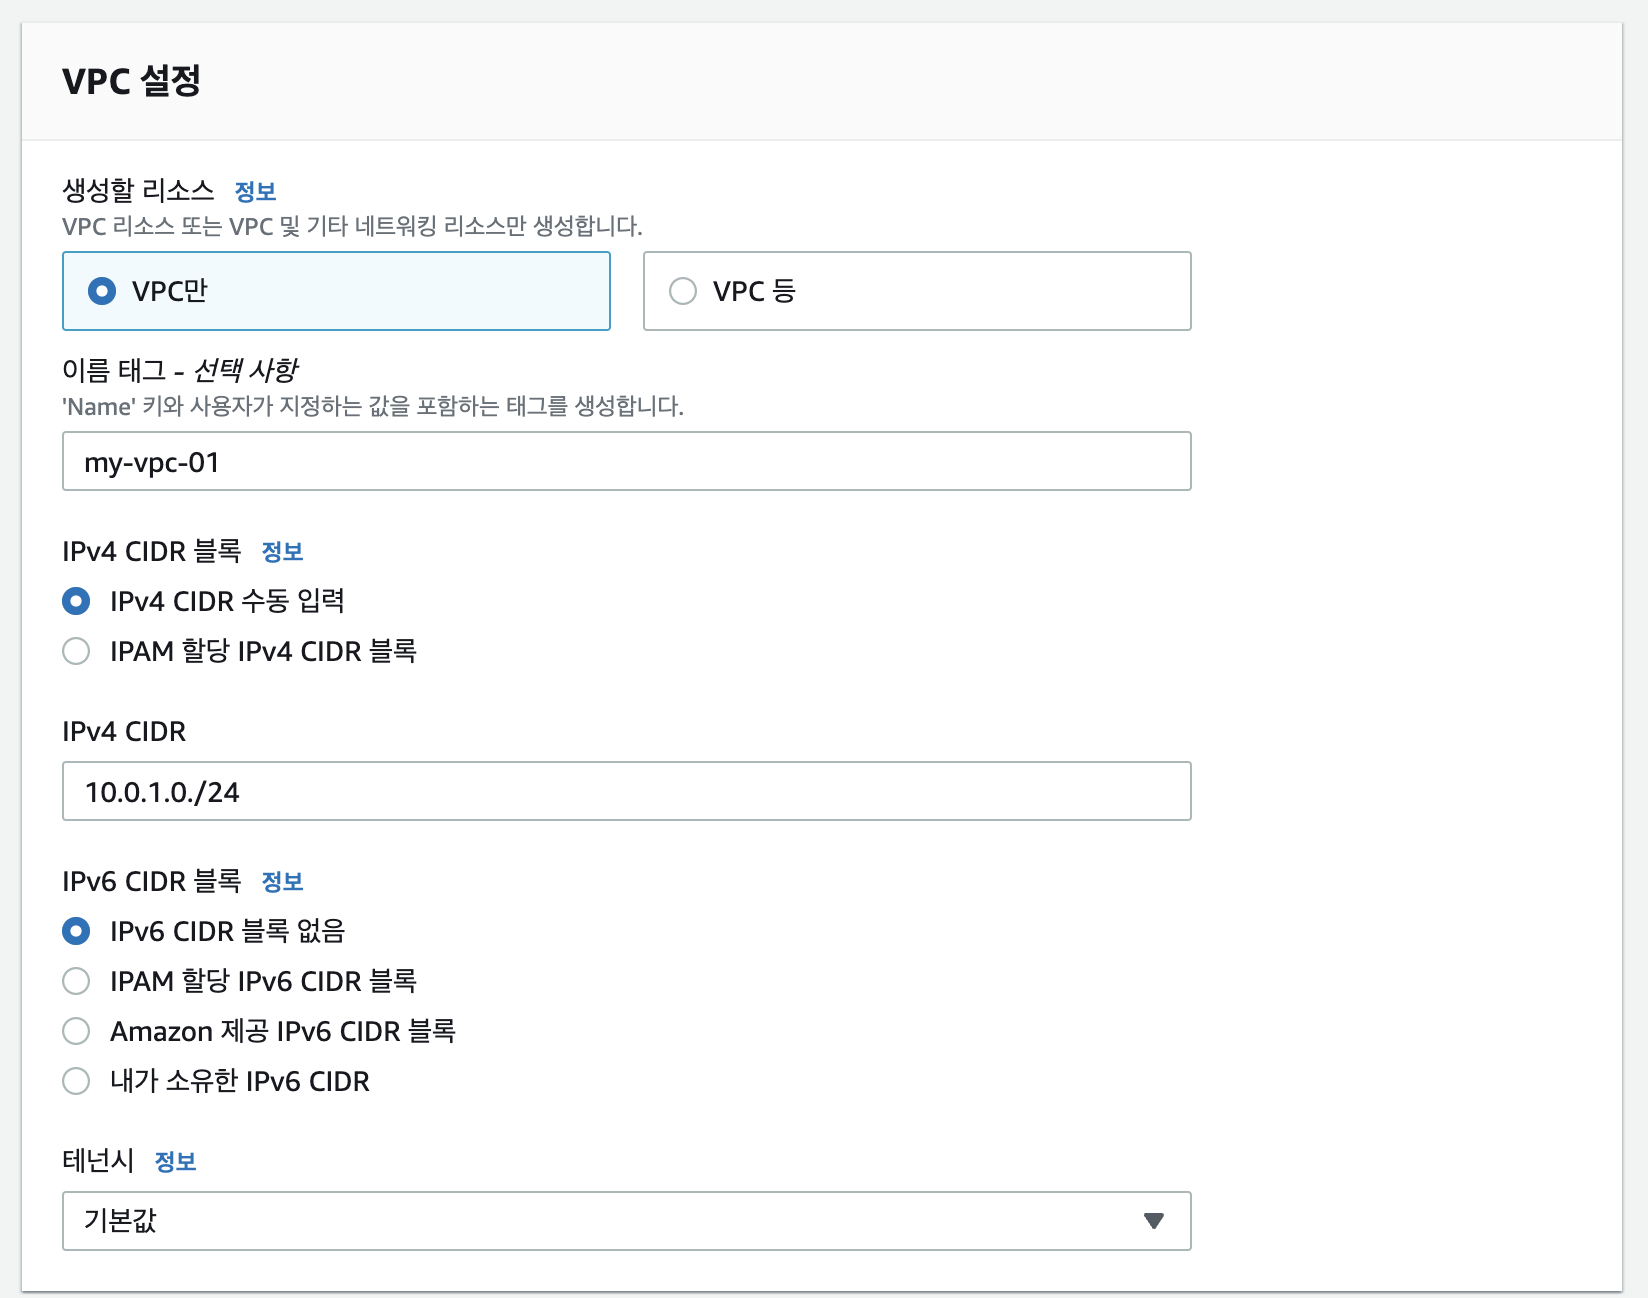 VPC 설정
생성할 리소스 정보
VPC 리소스 또는 VPC 및 기타 네트워킹 리소스만 생성합니다.
VPC만
VPC 등
이름 태그 - 선택 사항
'Name' 키와 사용자가 지정하는 값을 포함하는 태그를 생성합니다.
my-vpc-01
IPv4 CIDR 블록 정보
IPv4 CIDR 수동 입력
IPAM 할당 IPv4 CIDR 블록
IPv4 CIDR
10.0.1.0./24
IPv6 CIDR 블록 정보
IPv6 CIDR 블록 없음
IPAM 할당 IPv6 CIDR 블록
Amazon 제공 IPv6 CIDR 블록
내가 소유한 IPv6 CIDR
테넌시 정보
기본값